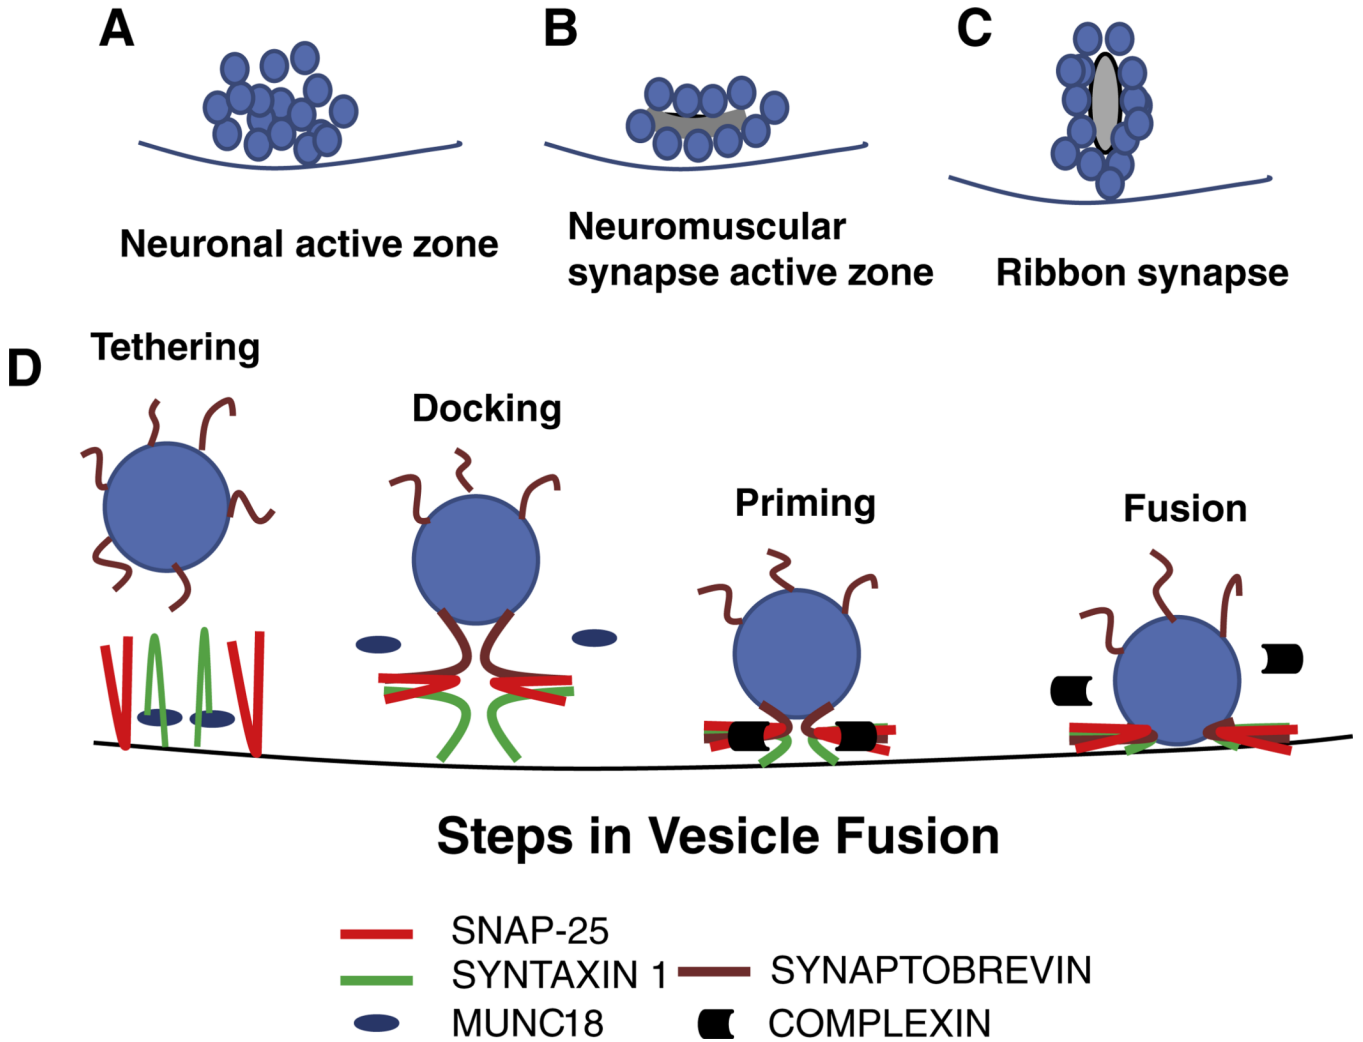 A
B
C
Neuronal active zone
Neuromuscular
synapse active zone
Ribbon synapse
D
Tethering
Docking
Priming
Fusion
Steps in Vesicle Fusion
SNAP-25
SYNTAXIN 1
SYNAPTOBREVIN
MUNC18
COMPLEXIN